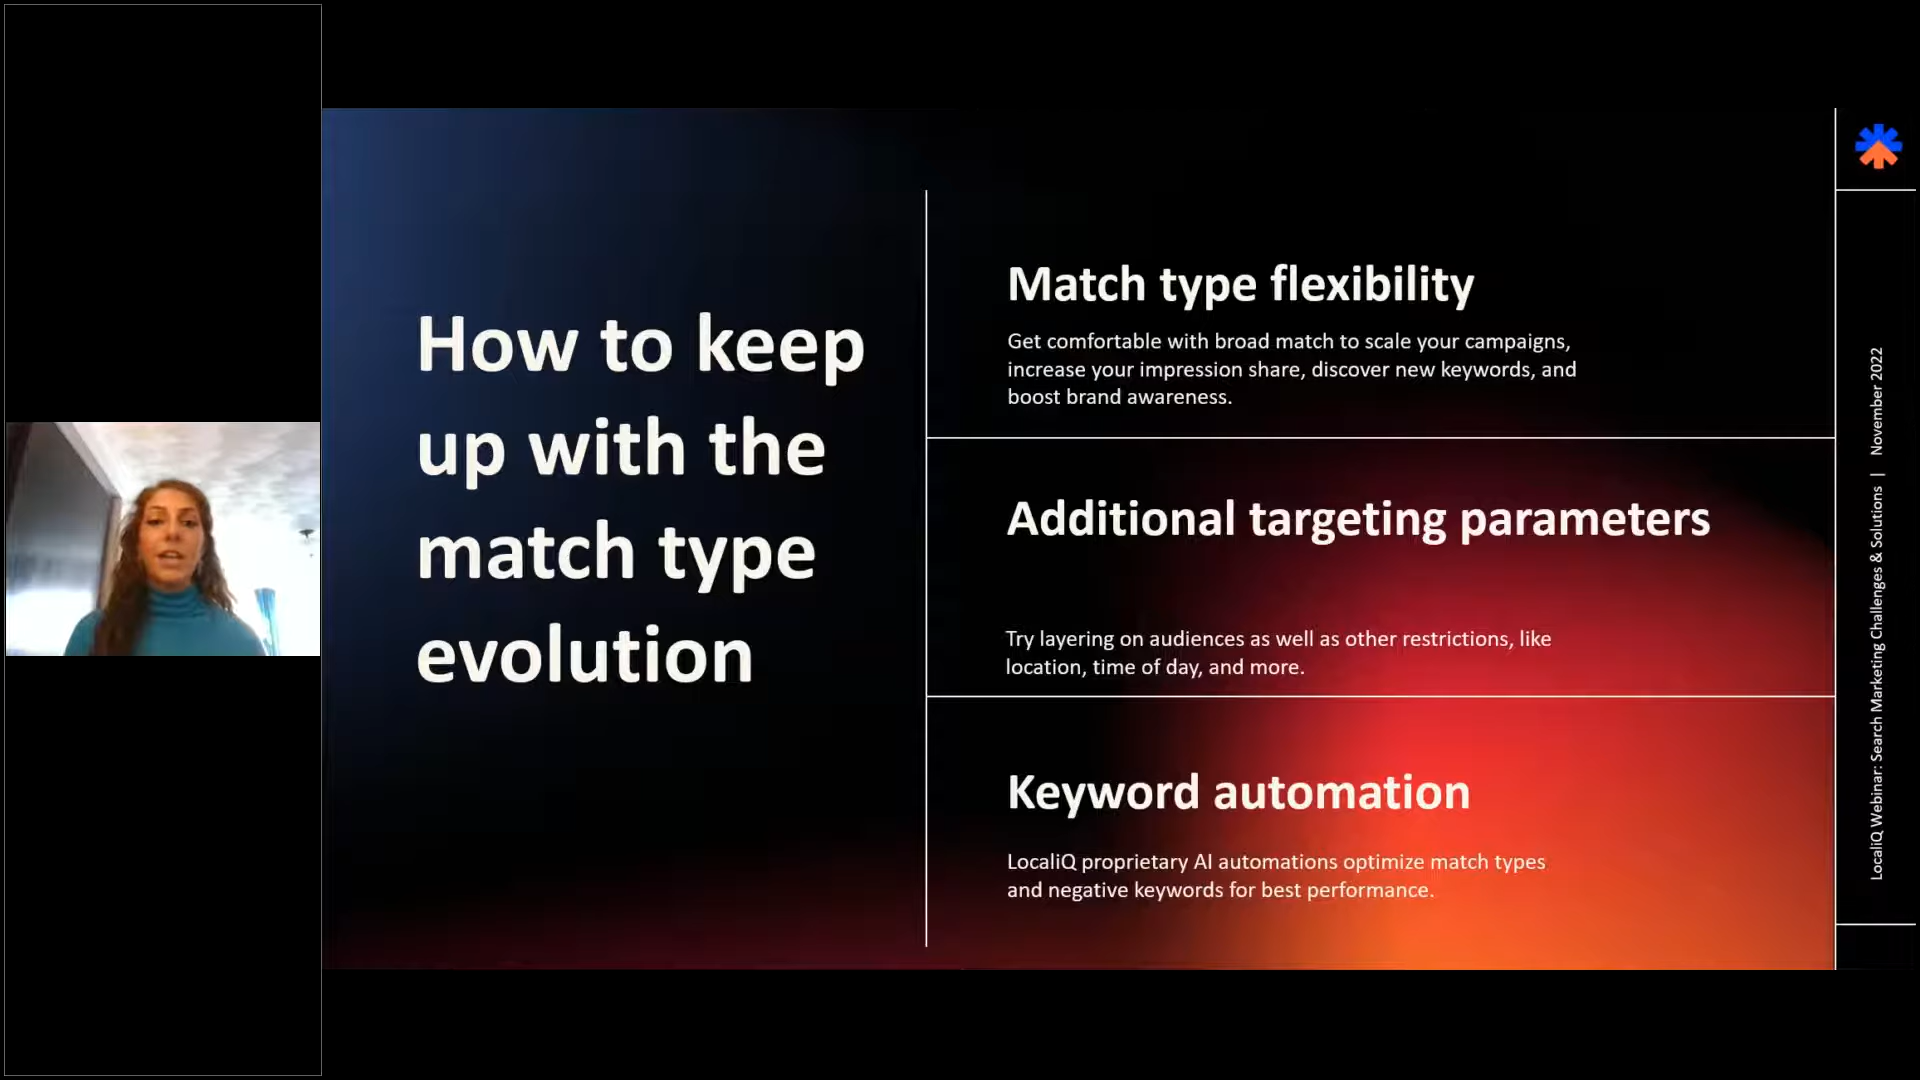 How to keep
up with the
match type
evolution
Match type flexibility
Get comfortable with broad match to scale your campaigns,
increase your impression share, discover new keywords, and
boost brand awareness.
Additional targeting parameters
Try layering on audiences as well as other restrictions, like
location, time of day, and more.
Keyword automation
LocaliQ proprietary AI automations optimize match types
and negative keywords for best performance.
LocaliQ Webinar: Search Marketing Challenges & Solutions | November 2022